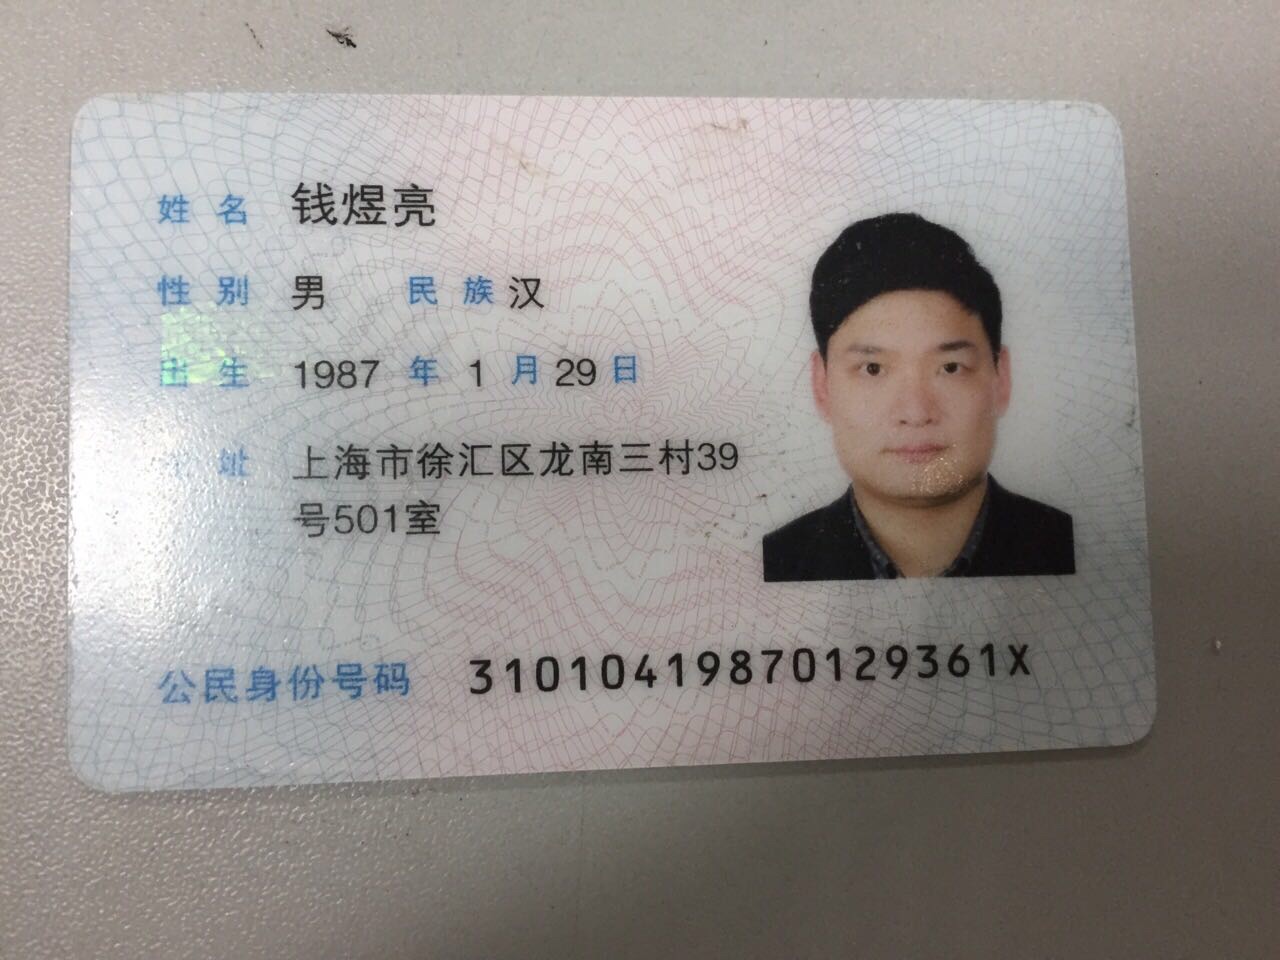 姓名 钱煜亮
性别 男 民族 汉
出生 1987 年 1 月 29 日
址 上海市徐汇区龙南三村39
号501室
公民身份号码 31010419870129361X